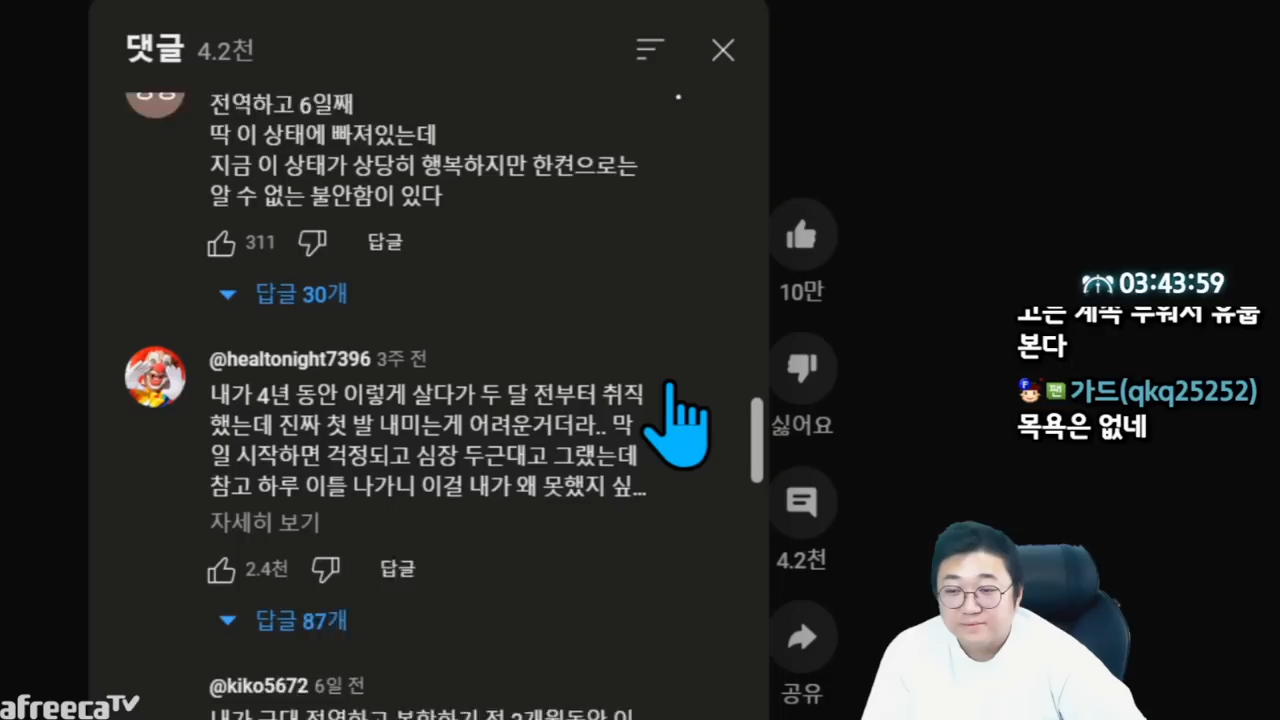 댓글 4.2천
전역하고 6일째
딱 이 상태에 빠져있는데
지금 이 상태가 상당히 행복하지만 한켠으로는
알 수 없는 불안함이 있다
311 답글
답글 30개
@healtonight7396 3주 전
내가 4년 동안 이렇게 살다가 두 달 전부터 취직
했는데 진짜 첫 발 내미는게 어려운거더라.. 막
일 시작하면 걱정되고 심장 두근대고 그랬는데
참고 하루 이틀 나가니 이걸 내가 왜 못했지 싶...
자세히 보기
2.4천 답글
답글 87개
@kiko5672 6일 전
10만
싫어요
4.2천
공유
03:43:59
본다
가드(qkq25252)
목욕은 없네
afreecaTV